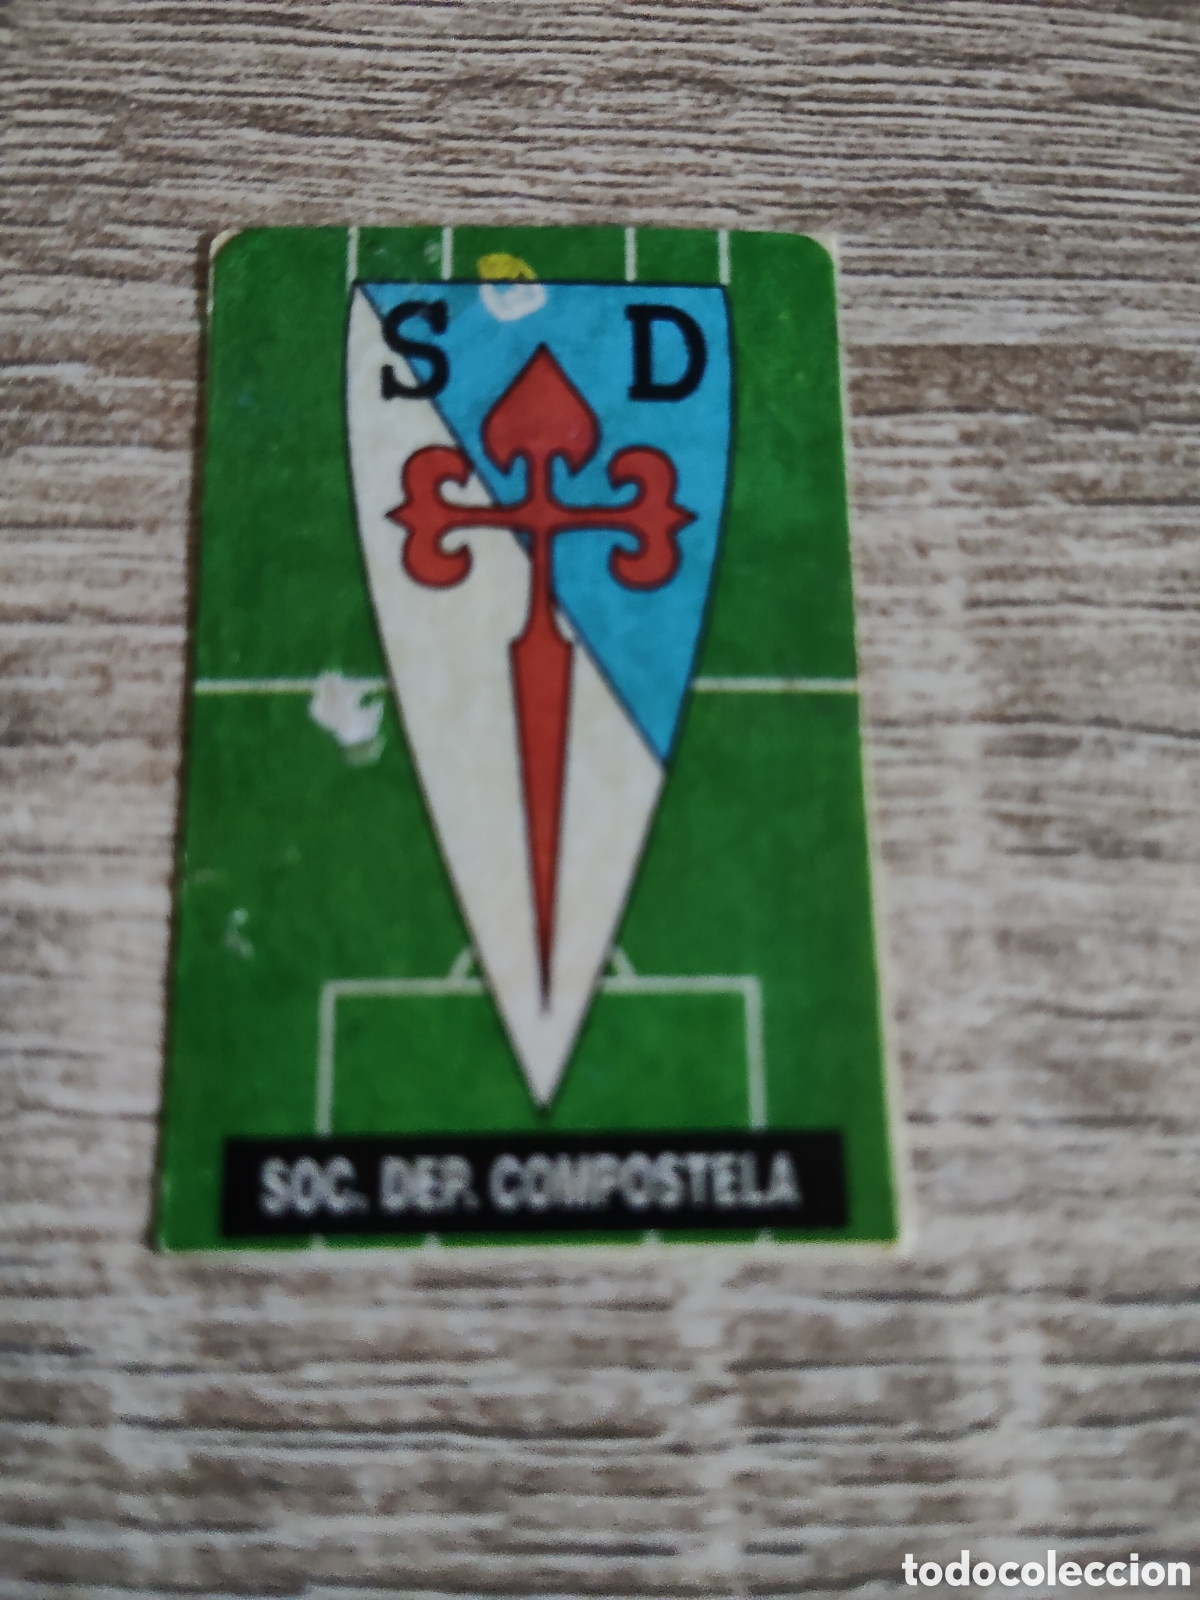 S D
SOC. DEP. COMPOSTELA
todocoleccion